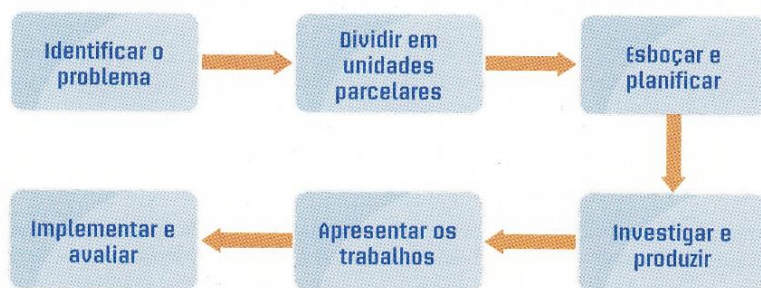 Identificar o
problema
Dividir em
unidades
parcelares
Esboçar e
planificar
Investigar e
produzir
Apresentar os
trabalhos
Implementar e
avaliar